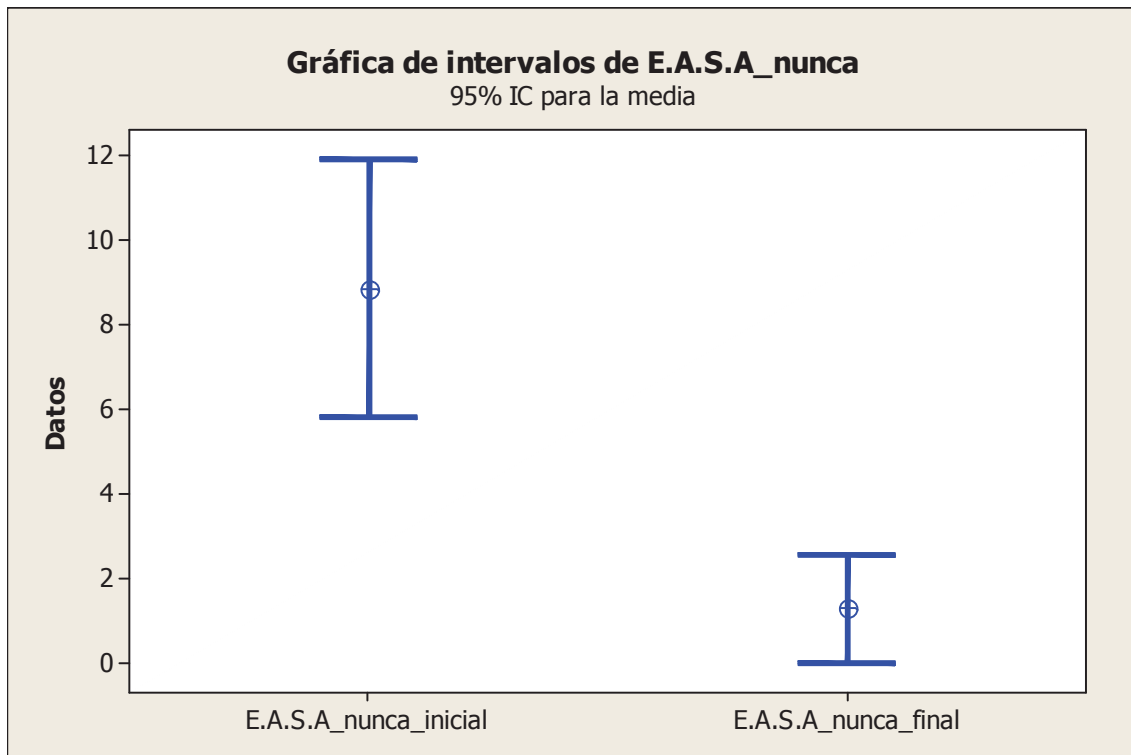 Gráfica de intervalos de E.A.S.A_nunca
95% IC para la media
Datos
12
10
8
6
4
2
0
E.A.S.A_nunca_inicial
E.A.S.A_nunca_final